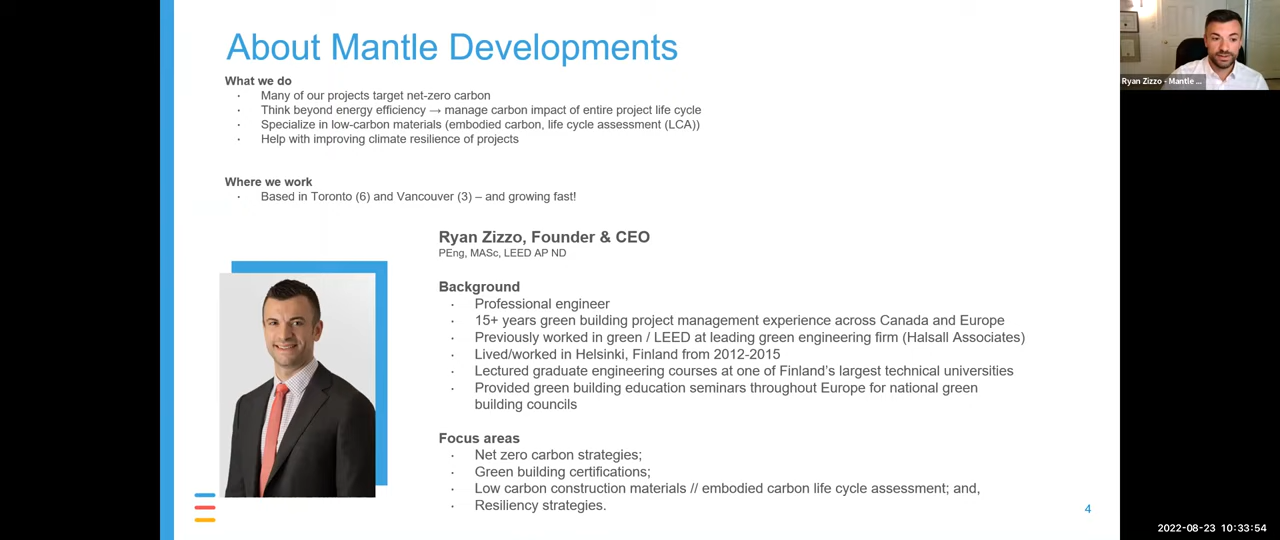 About Mantle Developments
What we do
· Many of our projects target net-zero carbon
· Think beyond energy efficiency → manage carbon impact of entire project life cycle
· Specialize in low-carbon materials (embodied carbon, life cycle assessment (LCA))
· Help with improving climate resilience of projects
Where we work
· Based in Toronto (6) and Vancouver (3) – and growing fast!
Ryan Zizzo, Founder & CEO
PEng, MASc, LEED AP ND
Background
· Professional engineer
· 15+ years green building project management experience across Canada and Europe
· Previously worked in green / LEED at leading green engineering firm (Halsall Associates)
· Lived/worked in Helsinki, Finland from 2012-2015
· Lectured graduate engineering courses at one of Finland's largest technical universities
· Provided green building education seminars throughout Europe for national green
building councils
Focus areas
· Net zero carbon strategies;
· Green building certifications;
· Low carbon construction materials // embodied carbon life cycle assessment; and,
· Resiliency strategies.
4
Ryan Zizzo - Mantle ...
2022-08-23 10:33:54